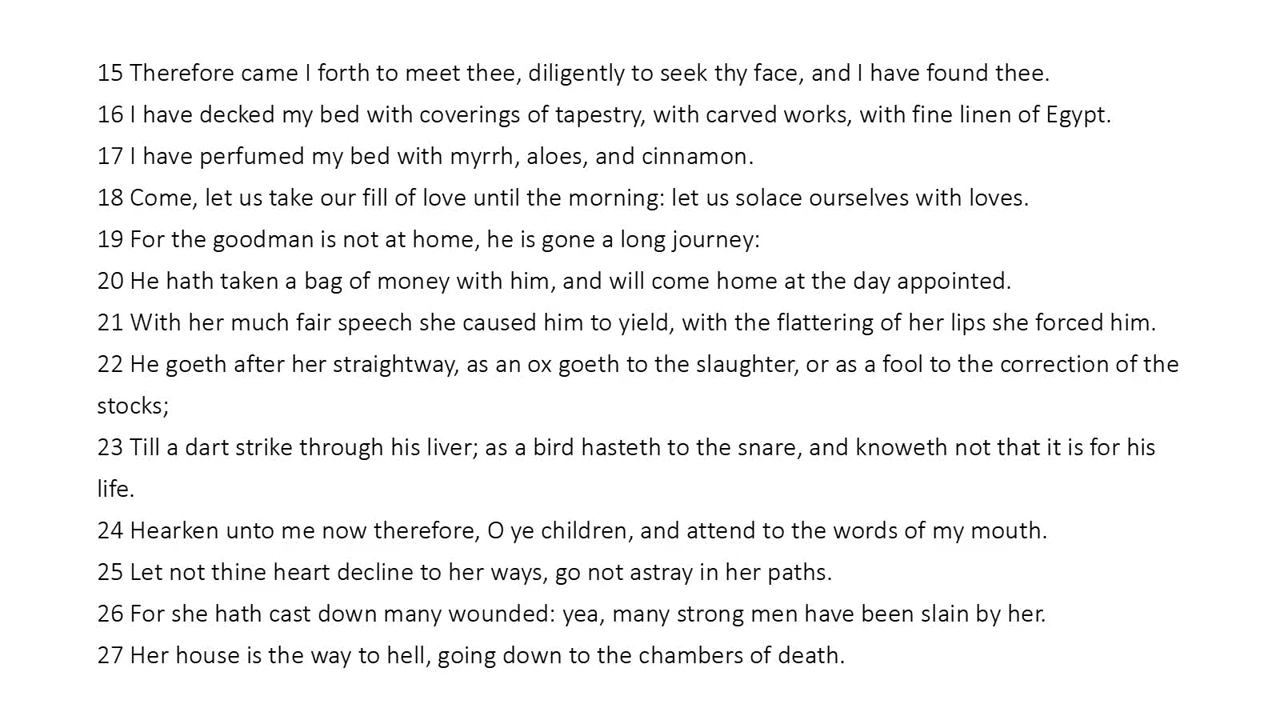 15 Therefore came I forth to meet thee, diligently to seek thy face, and I have found thee.
16 I have decked my bed with coverings of tapestry, with carved works, with fine linen of Egypt.
17 I have perfumed my bed with myrrh, aloes, and cinnamon.
18 Come, let us take our fill of love until the morning: let us solace ourselves with loves.
19 For the goodman is not at home, he is gone a long journey:
20 He hath taken a bag of money with him, and will come home at the day appointed.
21 With her much fair speech she caused him to yield, with the flattering of her lips she forced him.
22 He goeth after her straightway, as an ox goeth to the slaughter, or as a fool to the correction of the
stocks;
23 Till a dart strike through his liver; as a bird hasteth to the snare, and knoweth not that it is for his
life.
24 Hearken unto me now therefore, O ye children, and attend to the words of my mouth.
25 Let not thine heart decline to her ways, go not astray in her paths.
26 For she hath cast down many wounded: yea, many strong men have been slain by her.
27 Her house is the way to hell, going down to the chambers of death.